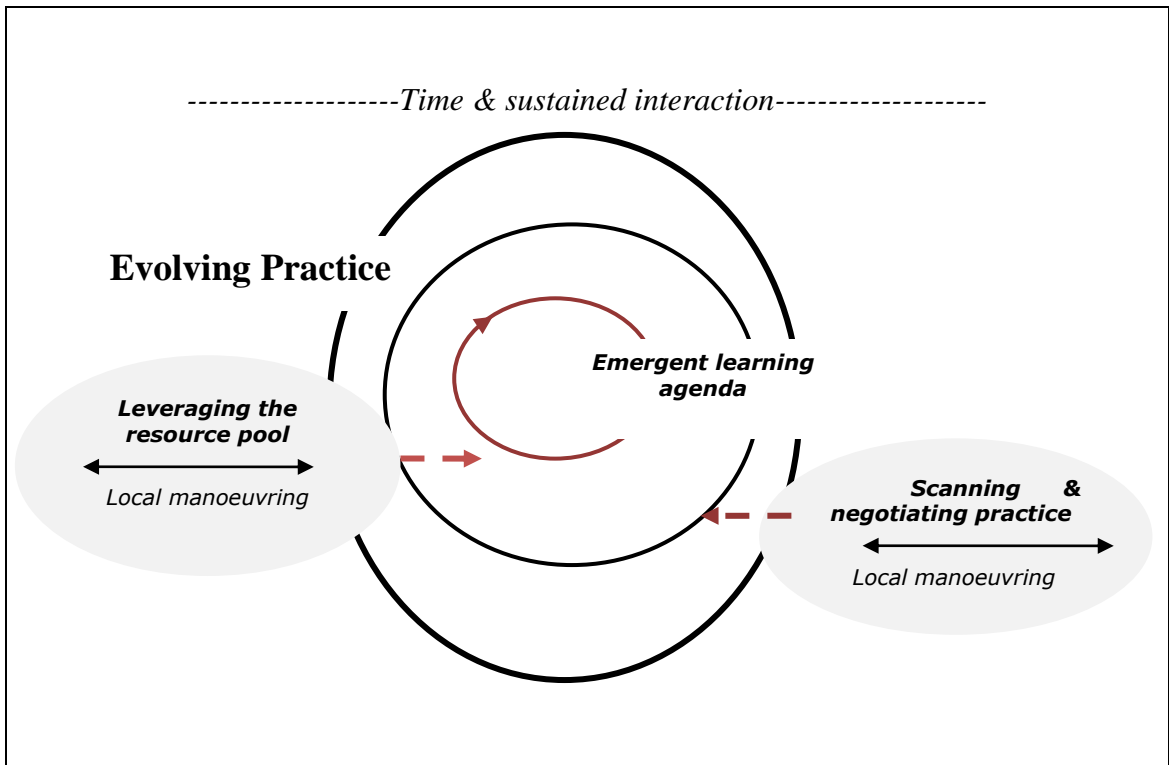 --------------------Time & sustained interaction--------------------
Evolving Practice
Emergent learning
agenda
Leveraging the
resource pool
Local manoeuvring
Scanning &
negotiating practice
Local manoeuvring